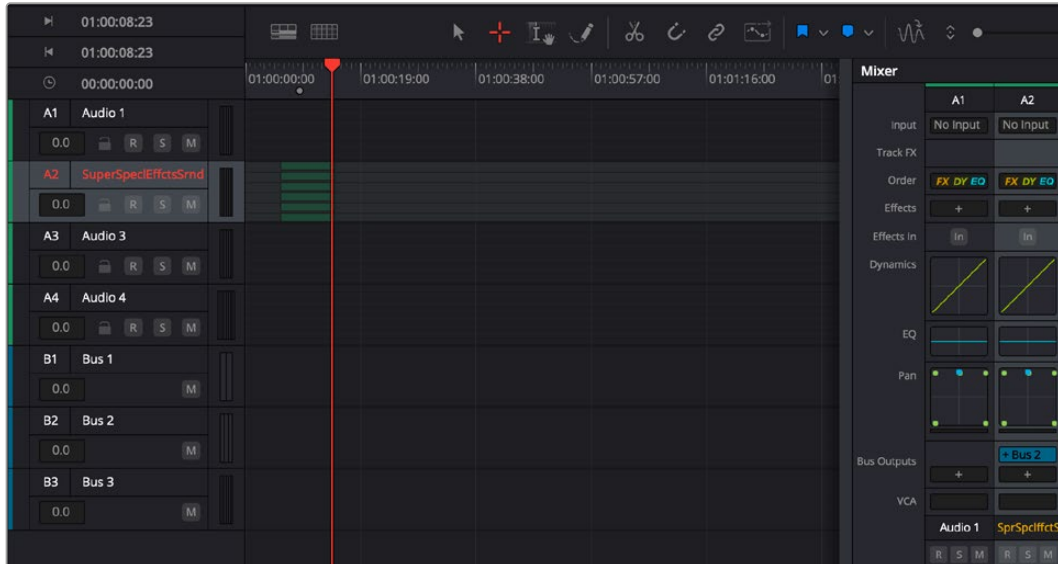 01:00:08:23
01:00:08:23
00:00:00:00
01:00:00:00 01:00:19:00 01:00:38:00 01:00:57:00 01:01:16:00 01:
Mixer
A1 A2
Input No Input No Input
Track FX
Order FX DY EQ FX DY EQ
Effects + +
Effects In In In
Dynamics
EQ
Pan
Bus Outputs + Bus 2
+ +
VCA
Audio 1 SprSpclffctS
R S M R S M
A1 Audio 1
0.0 R S M
A2 SuperSpeclEffctsSrnd
0.0 R S M
A3 Audio 3
0.0 R S M
A4 Audio 4
0.0 R S M
B1 Bus 1
0.0 M
B2 Bus 2
0.0 M
B3 Bus 3
0.0 M